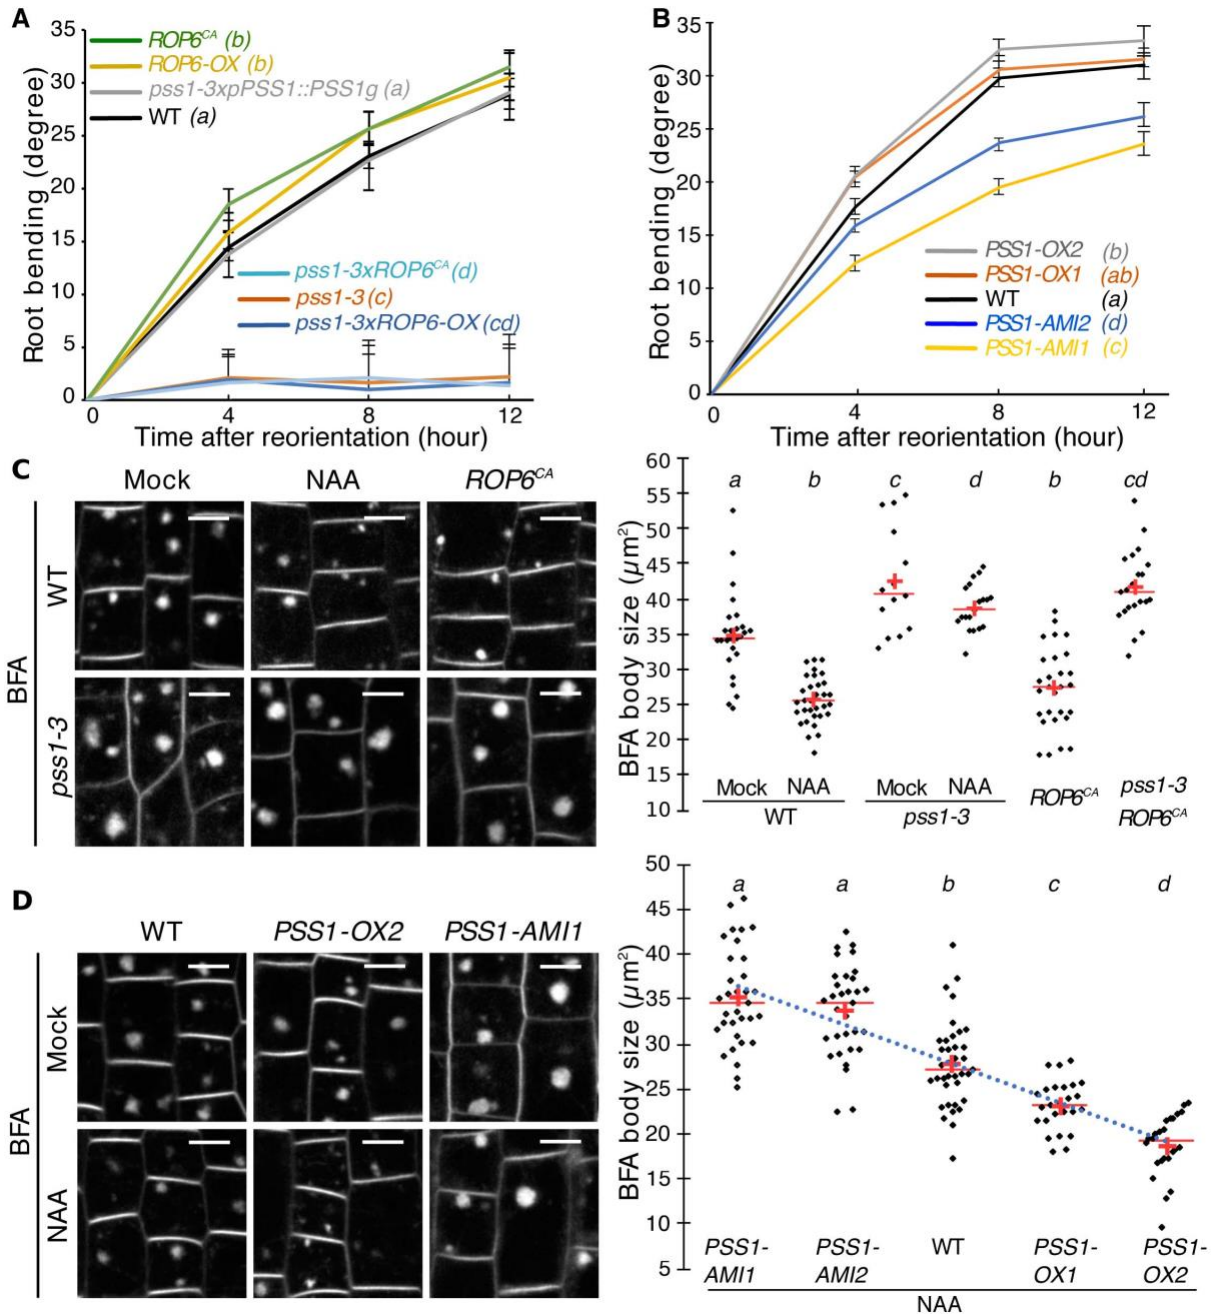 A
Root bending (degree)
35
30
25
20
15
10
5
0
ROP6CA (b)
ROP6-OX (b)
pss1-3xpPSS1::PSS1g (a)
WT (a)
pss1-3xROP6CA (d)
pss1-3 (c)
pss1-3xROP6-OX (cd)
0 4 8 12
Time after reorientation (hour)
B
Root bending (degree)
35
30
25
20
15
10
5
0
PSS1-OX2 (b)
PSS1-OX1 (ab)
WT (a)
PSS1-AMI2 (d)
PSS1-AMI1 (c)
0 4 8 12
Time after reorientation (hour)
C
Mock NAA ROP6CA
BFA
WT
pss1-3
BFA body size (µm2)
60
55
50
45
40
35
30
25
20
15
10
a b c d b cd
Mock NAA Mock NAA ROP6CA pss1-3
WT pss1-3 ROP6CA
D
WT PSS1-OX2 PSS1-AMI1
BFA
Mock
NAA
BFA body size (µm2)
50
45
40
35
30
25
20
15
10
5
a a b c d
PSS1- PSS1- WT PSS1- PSS1-
AMI1 AMI2 OX1 OX2
NAA